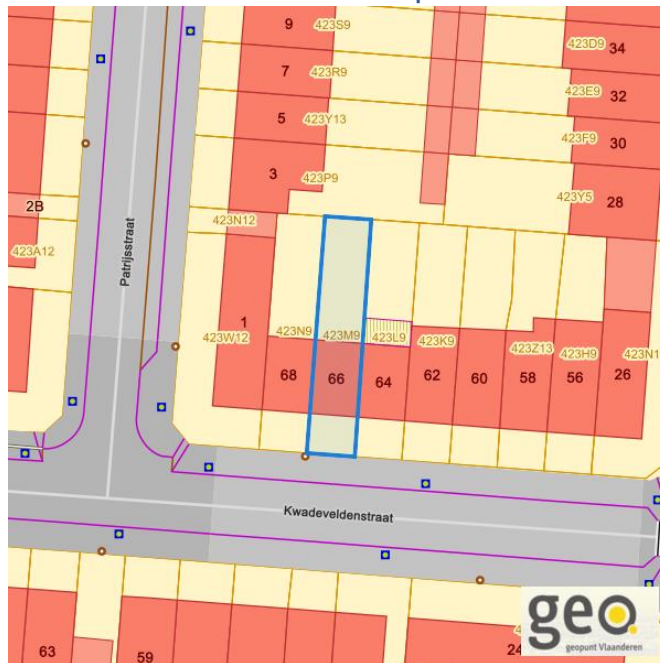 9 423S9
423D9 34
7 423R9
423E9 32
5 423Y13
423F9 30
3 423P9
423Y5 28
2B
423N12
423A12
Patrijsstraat
1
423W12 423N9 423M9 423L9 423K9
423Z13 423H9 423N1
68 66 64 62 60 58 56 26
Kwadeveldenstraat
63 59 24
geo.
geopunt Vlaanderen